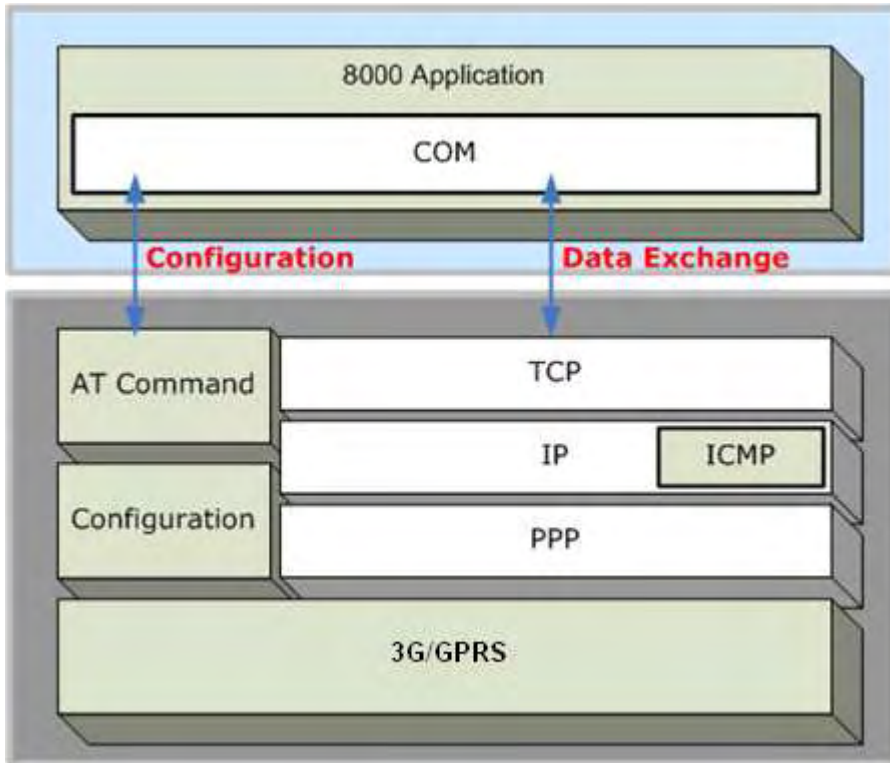 8000 Application
COM
Configuration
Data Exchange
AT Command
TCP
IP
ICMP
Configuration
PPP
3G/GPRS